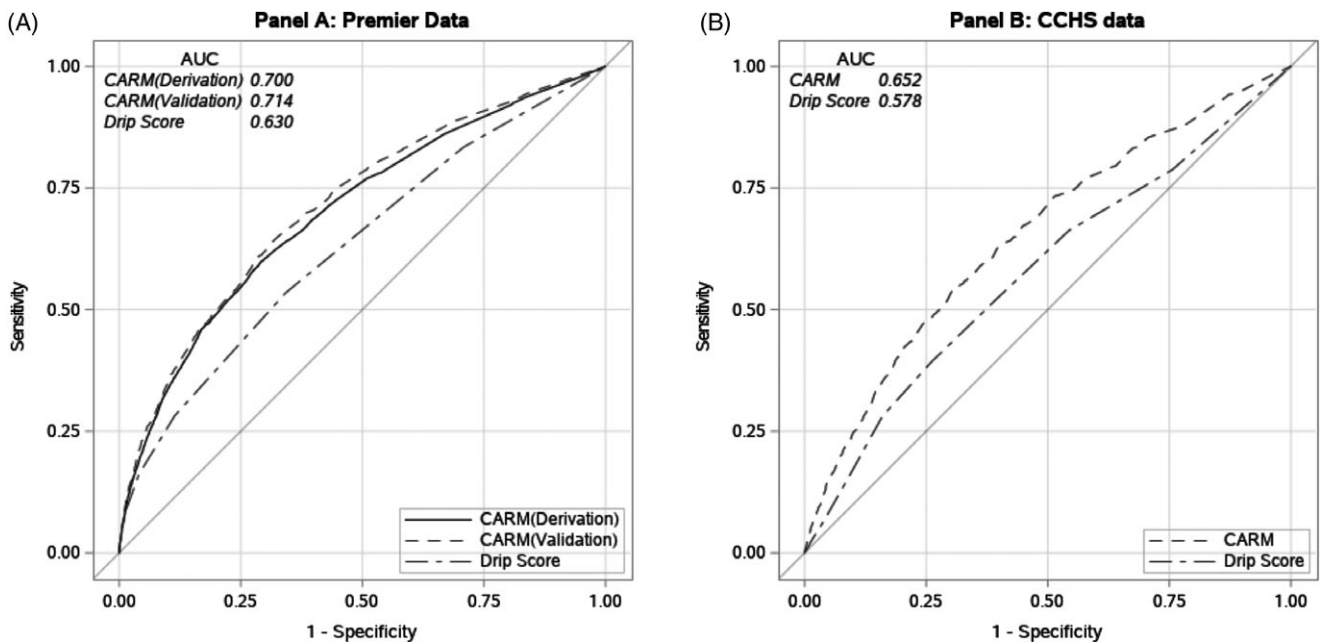 (A)
Panel A: Premier Data
AUC
CARM(Derivation) 0.700
CARM(Validation) 0.714
Drip Score 0.630
1.00
0.75
0.50
0.25
0.00
Sensitivity
CARM(Derivation)
CARM(Validation)
Drip Score
0.00 0.25 0.50 0.75 1.00
1 - Specificity
(B)
Panel B: CCHS data
AUC
CARM 0.652
Drip Score 0.578
1.00
0.75
0.50
0.25
0.00
Sensitivity
CARM
Drip Score
0.00 0.25 0.50 0.75 1.00
1 - Specificity